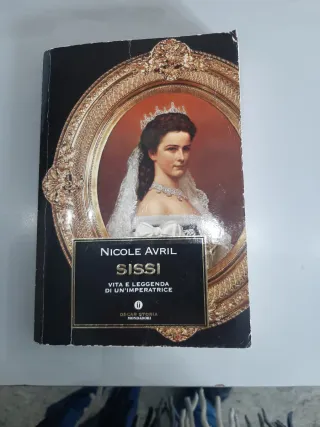 NICOLE AVRIL
SISSI
VITA E LEGGENDA
DI UN'IMPERATRICE
OSCAR STORIA
MONDADORI